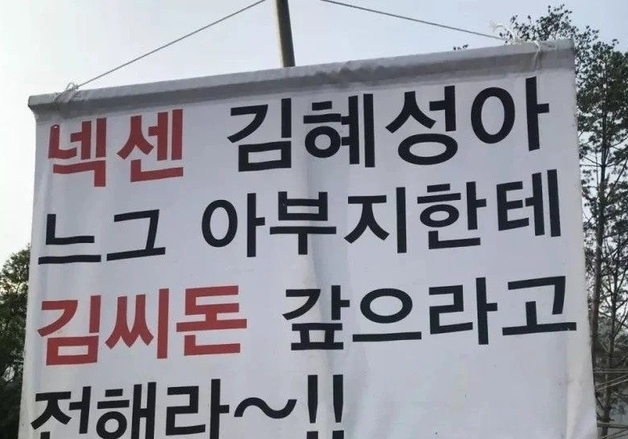 넥센 김혜성아
느그 아부지한테
김씨돈 갚으라고
전해라~!!